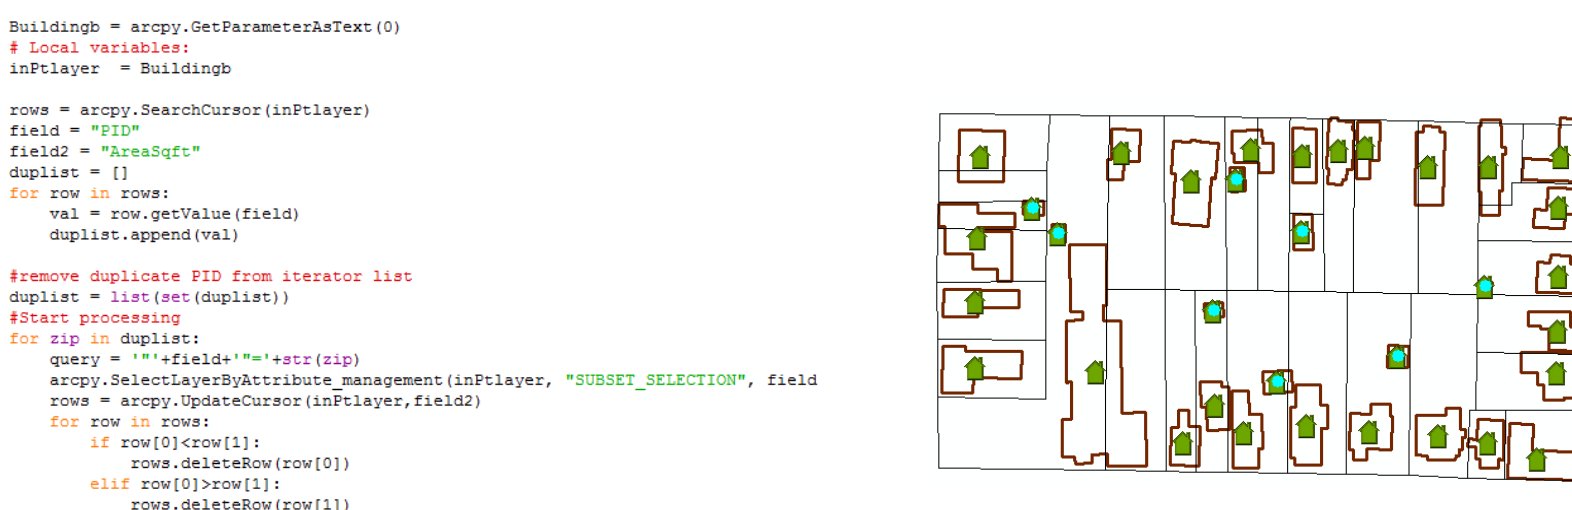 Buildingb = arcpy.GetParameterAsText(0)
# Local variables:
inPtlayer  = Buildingb
rows = arcpy.SearchCursor(inPtlayer)
field = "PID"
field2 = "AreaSqft"
duplist = []
for row in rows:
    val = row.getValue(field)
    duplist.append(val)
#remove duplicate PID from iterator list
duplist = list(set(duplist))
#Start processing
for zip in duplist:
    query = '"'+field+'"='+str(zip)
    arcpy.SelectLayerByAttribute_management(inPtlayer, "SUBSET_SELECTION", field
    rows = arcpy.UpdateCursor(inPtlayer,field2)
    for row in rows:
        if row[0]<row[1]:
            rows.deleteRow(row[0])
        elif row[0]>row[1]:
            rows.deleteRow(row[1])